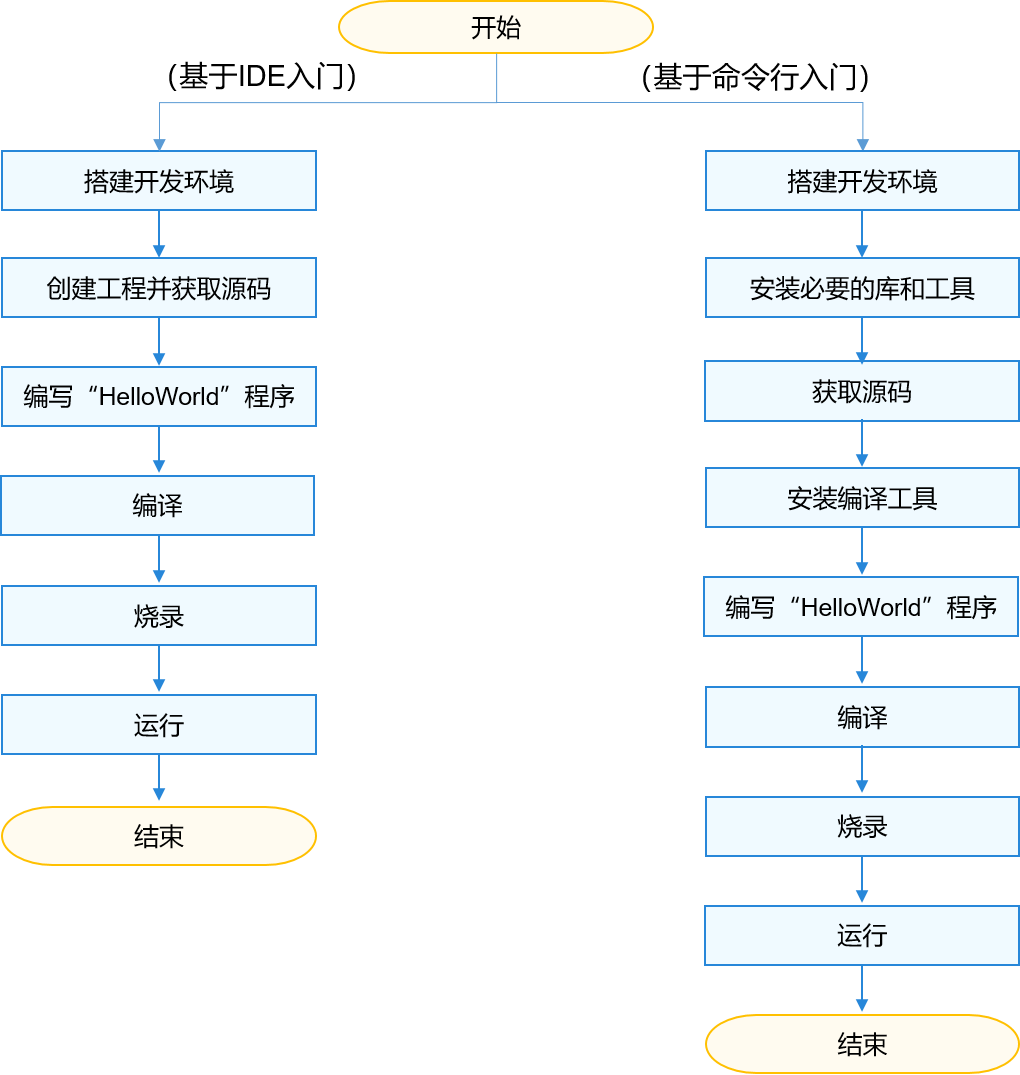 开始
（基于IDE入门）
（基于命令行入门）
搭建开发环境
创建工程并获取源码
编写“HelloWorld”程序
编译
烧录
运行
结束
搭建开发环境
安装必要的库和工具
获取源码
安装编译工具
编写“HelloWorld”程序
编译
烧录
运行
结束